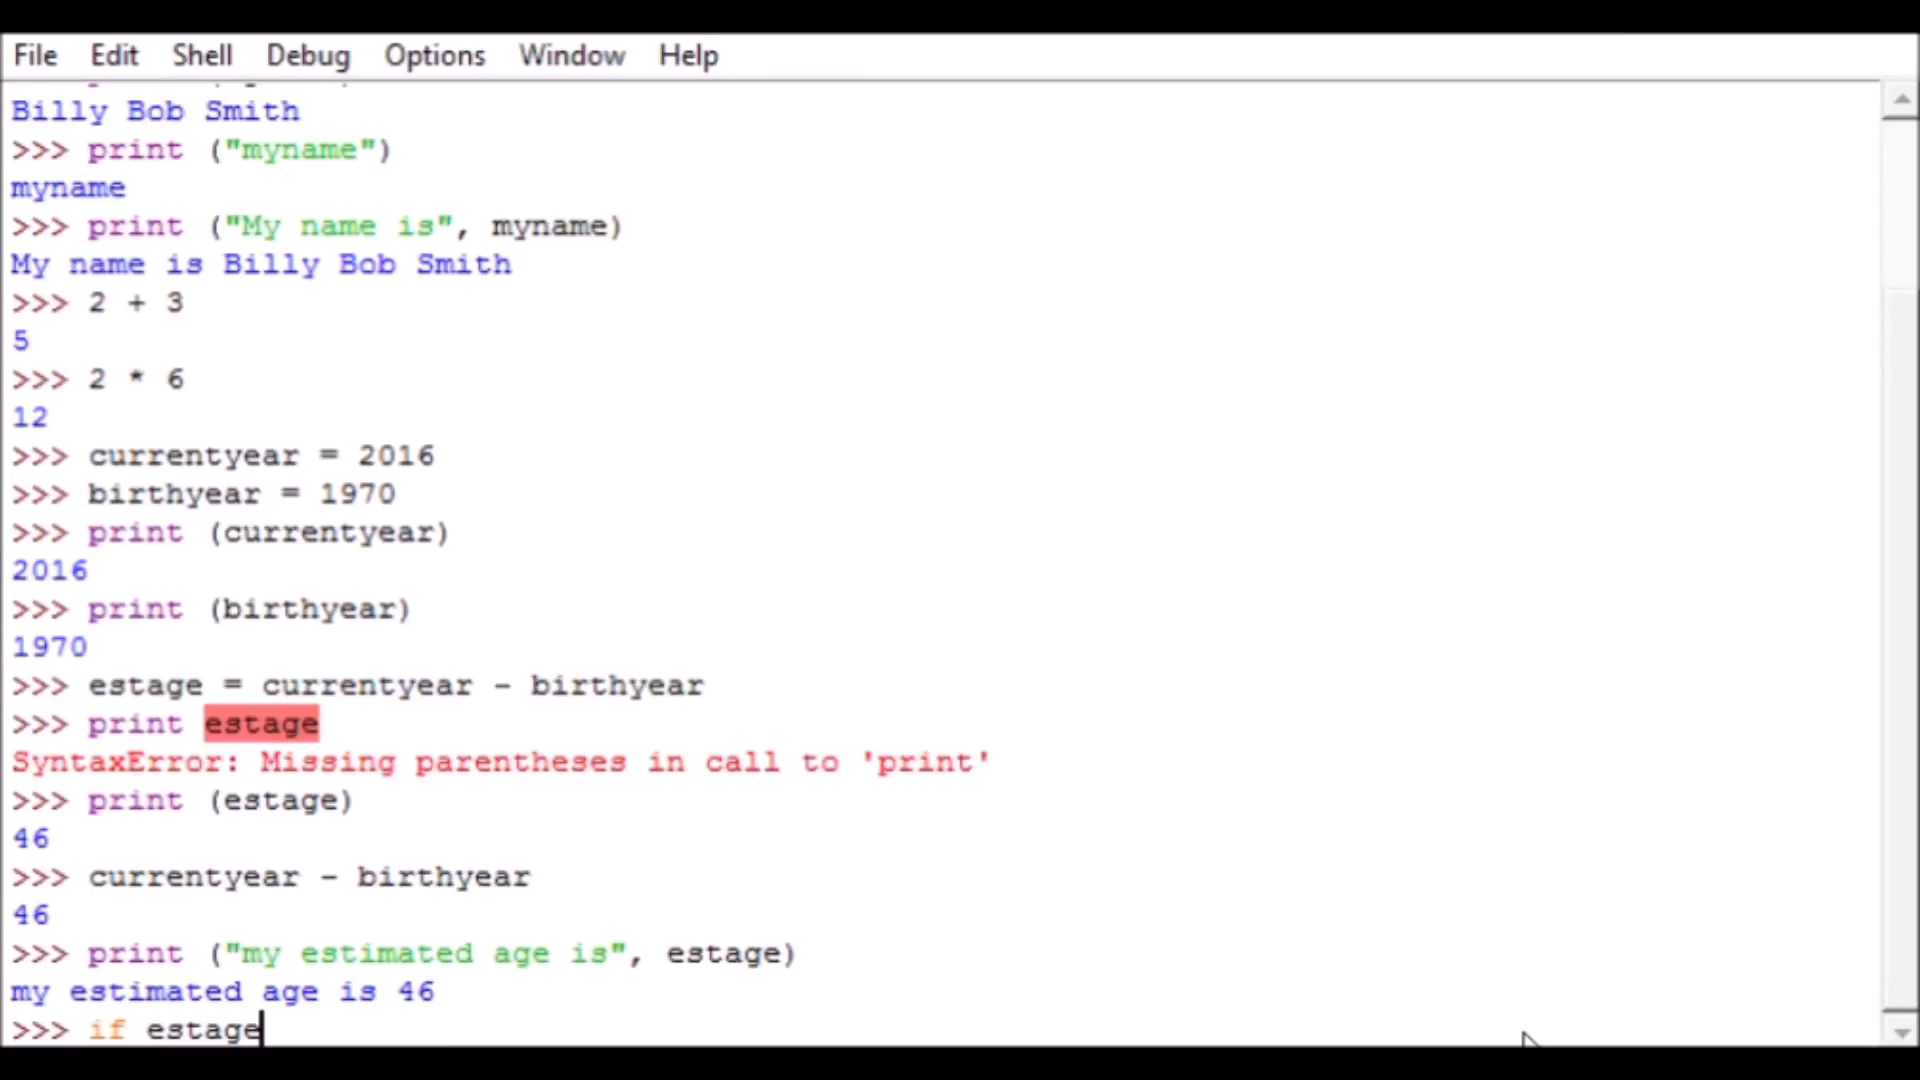 File Edit Shell Debug Options Window Help
Billy Bob Smith
>>> print ("myname")
myname
>>> print ("My name is", myname)
My name is Billy Bob Smith
>>> 2 + 3
5
>>> 2 * 6
12
>>> currentyear = 2016
>>> birthyear = 1970
>>> print (currentyear)
2016
>>> print (birthyear)
1970
>>> estage = currentyear - birthyear
>>> print estage
SyntaxError: Missing parentheses in call to 'print'
>>> print (estage)
46
>>> currentyear - birthyear
46
>>> print ("my estimated age is", estage)
my estimated age is 46
>>> if estage